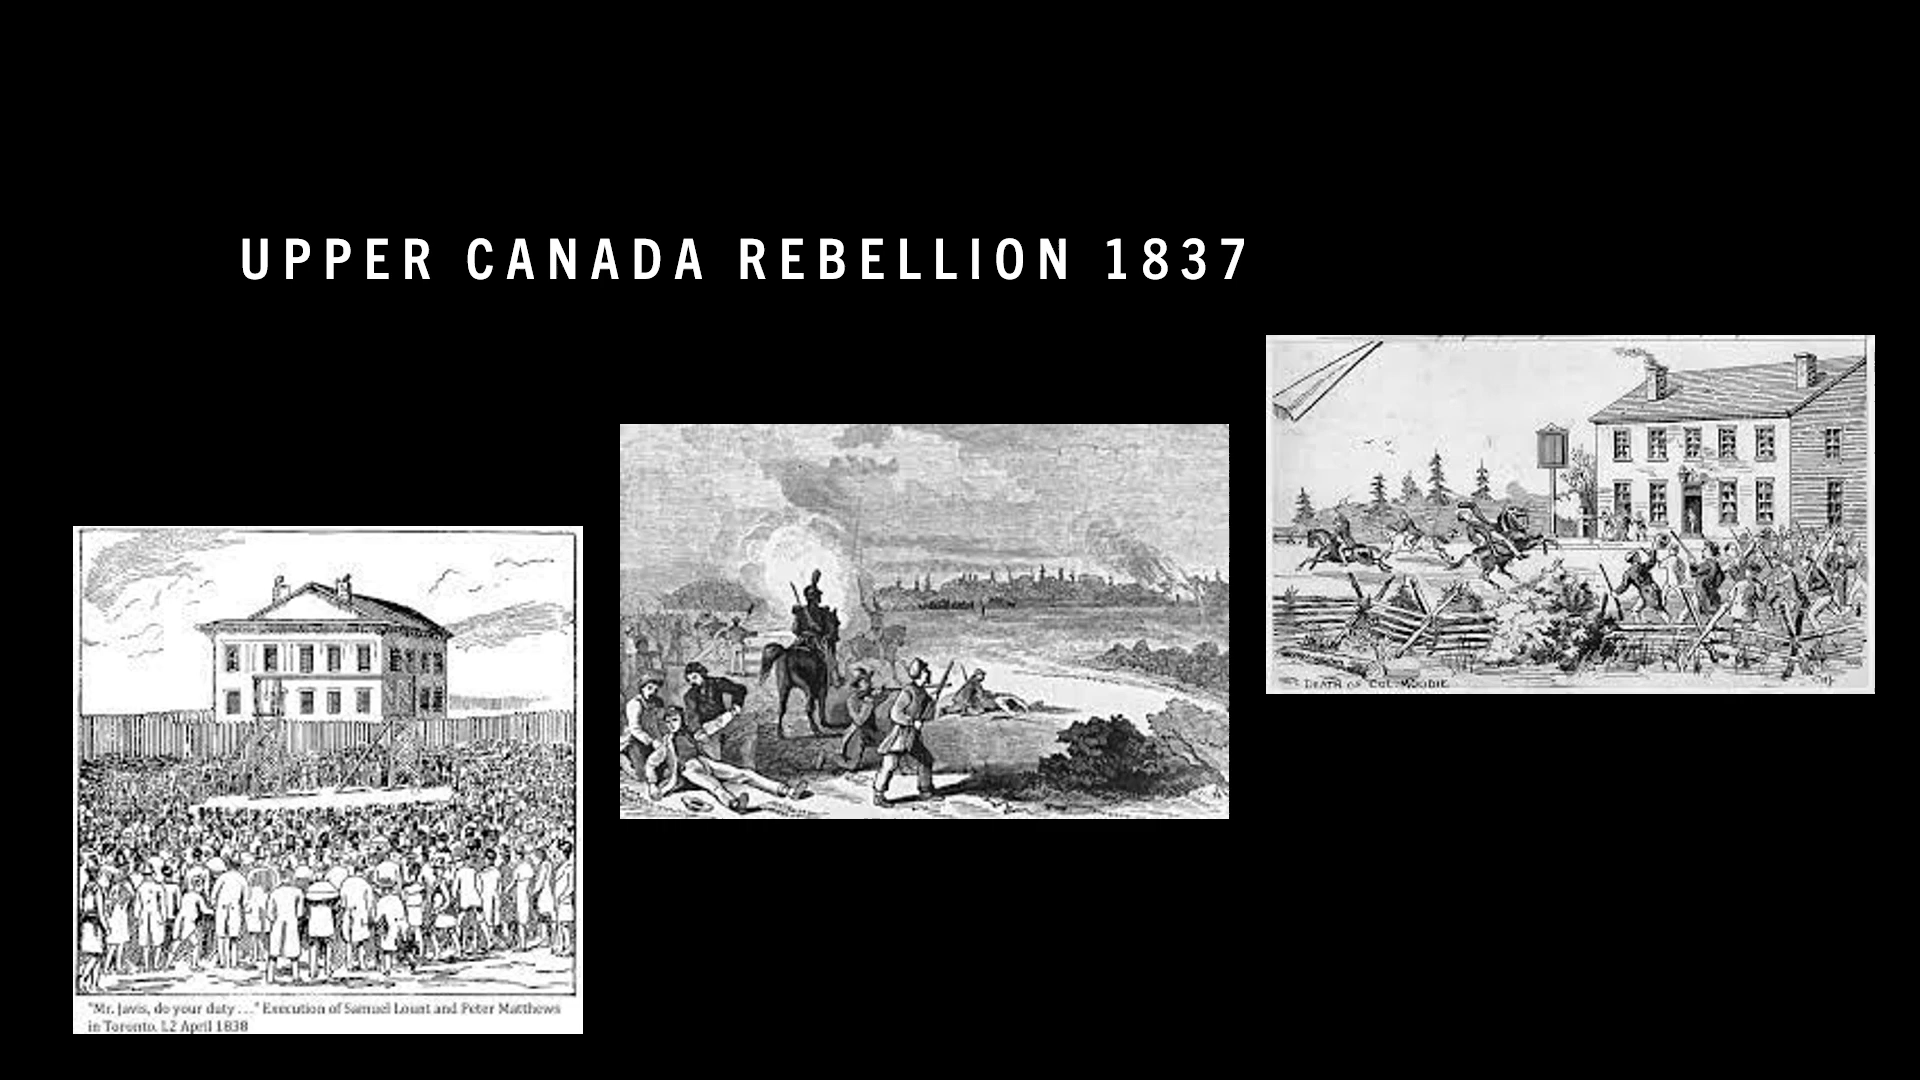 UPPER CANADA REBELLION 1837
DEATH OF COL. MOODIE
"Mr. Javis, do your duty . . ." Execution of Samuel Lount and Peter Matthews
in Toronto. 12 April 1838